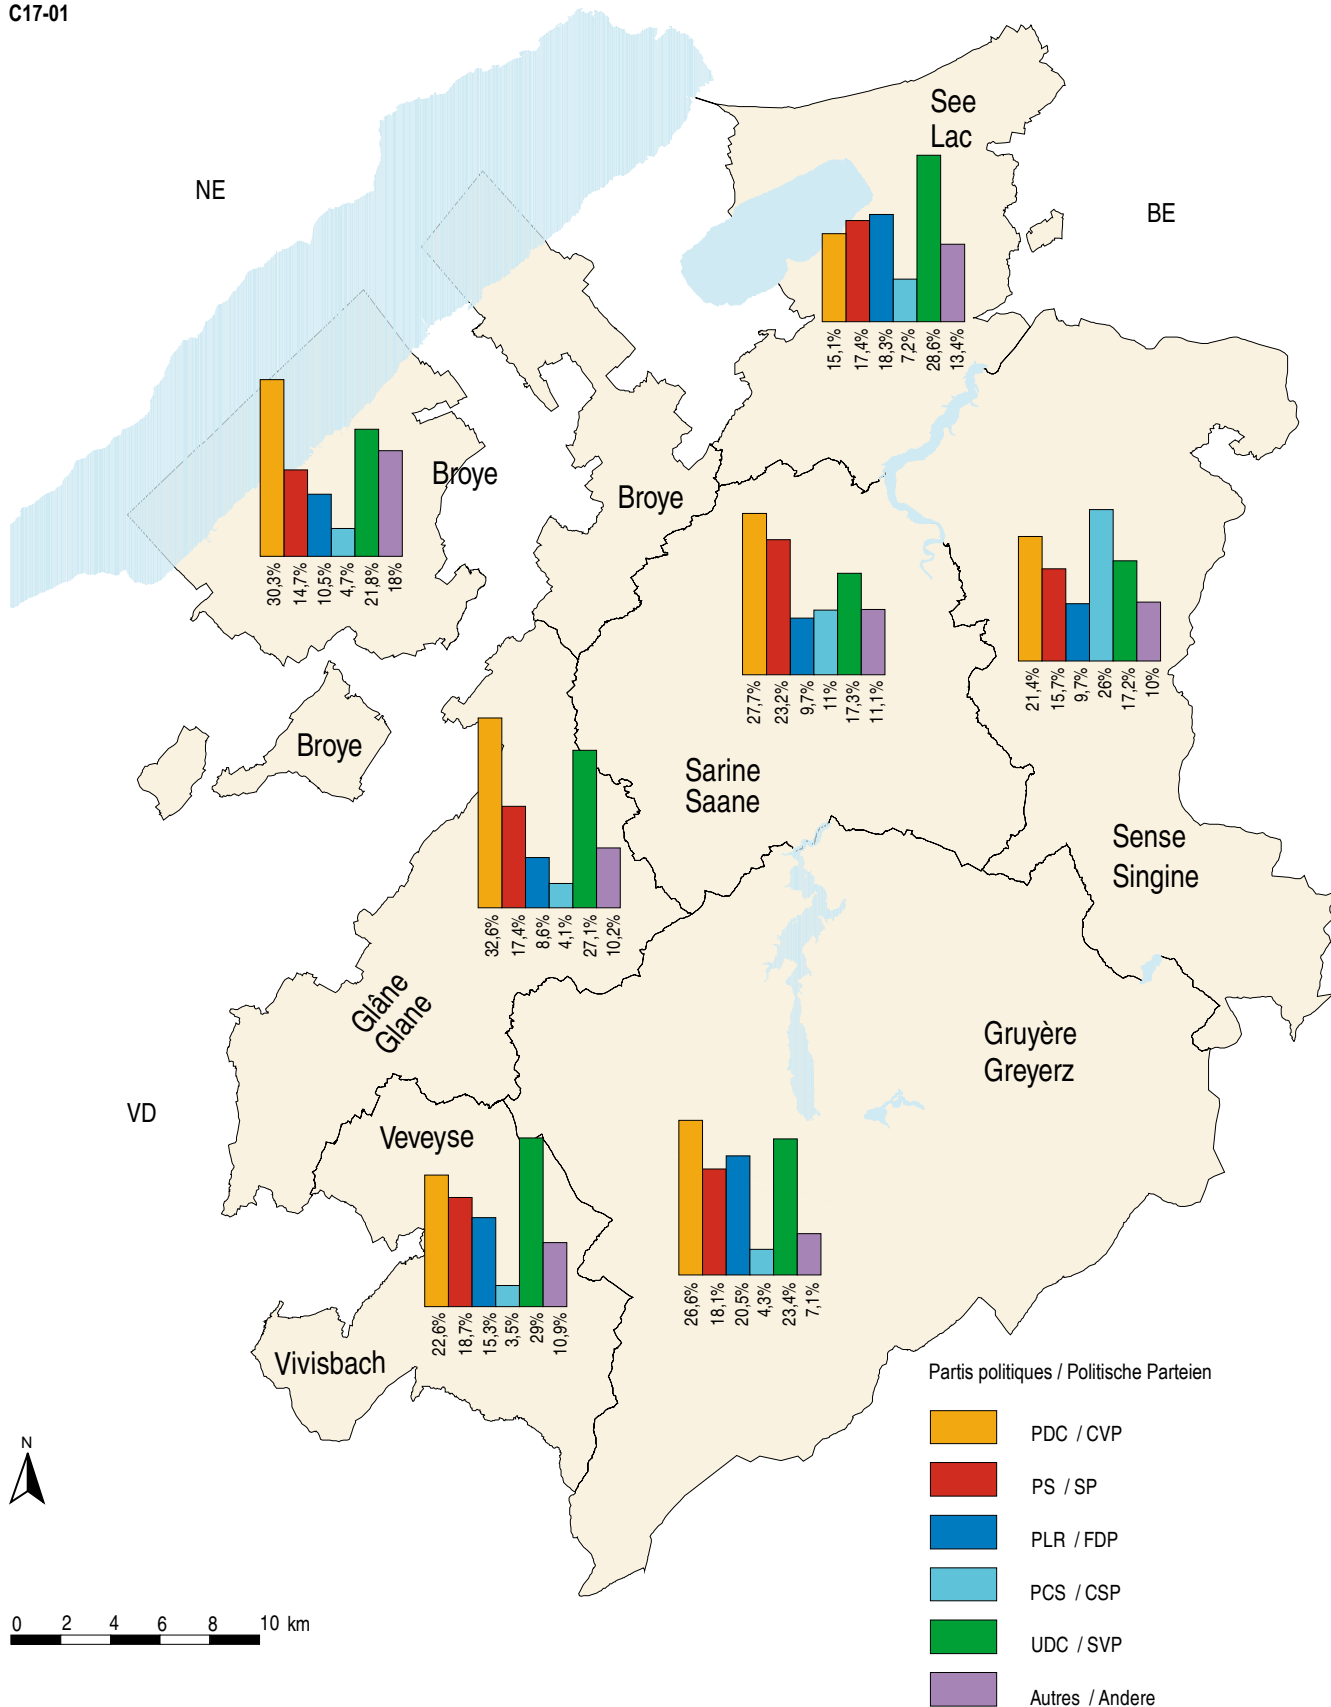 C17-01
See
Lac
NE
BE
15,1%
17,4%
18,3%
7,2%
28,6%
13,4%
Broye
Broye
30,3%
14,7%
10,5%
4,7%
21,8%
18%
27,7%
23,2%
9,7%
11%
17,3%
11,1%
21,4%
15,7%
9,7%
26%
17,2%
10%
Broye
Sarine
Saane
Sense
Singine
32,6%
17,4%
8,6%
4,1%
27,1%
10,2%
Glâne
Glane
Gruyère
Greyerz
VD
Veveyse
26,6%
18,1%
20,5%
4,3%
23,4%
7,1%
22,6%
18,7%
15,3%
3,5%
29%
10,9%
Vivisbach
Partis politiques / Politische Parteien
PDC / CVP
PS / SP
PLR / FDP
PCS / CSP
UDC / SVP
Autres / Andere
N
0 2 4 6 8 10 km